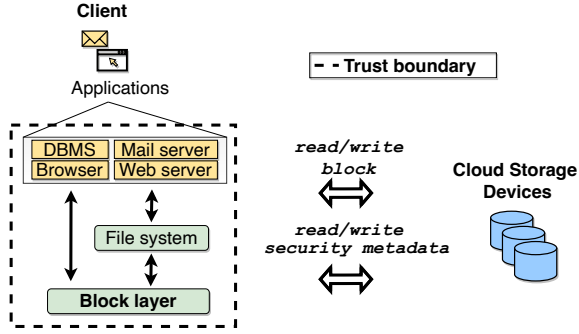 Client
Applications
- - Trust boundary
DBMS
Mail server
Browser
Web server
File system
Block layer
read/write
block
read/write
security metadata
Cloud Storage
Devices